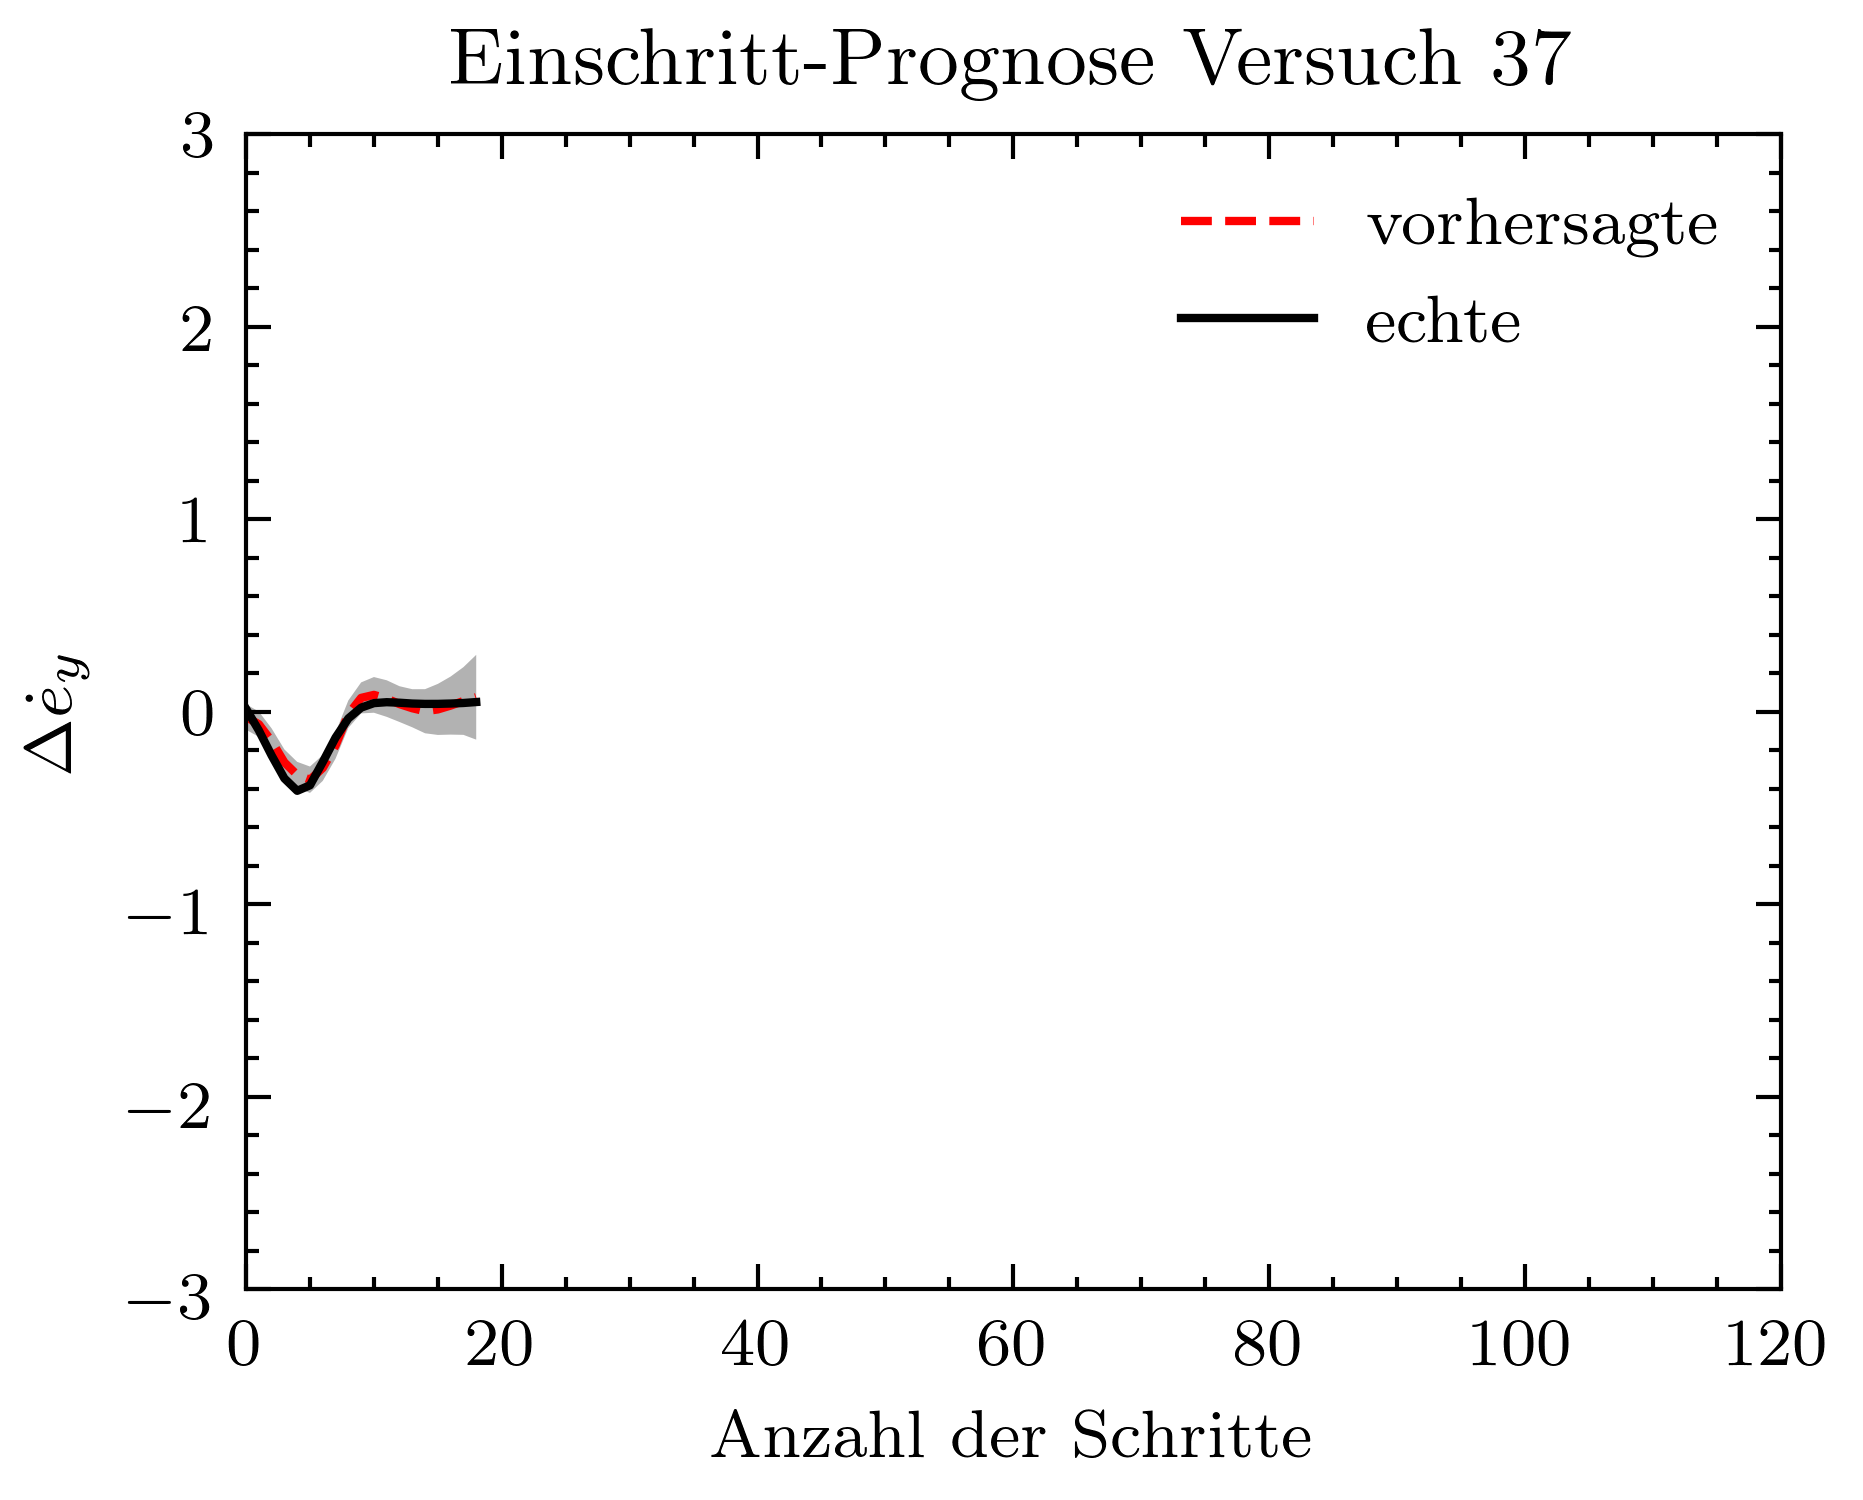 Einschritt-Prognose Versuch 37
3
2
1
0
−1
−2
−3
Δė_y
vorhersagte
echte
0 20 40 60 80 100 120
Anzahl der Schritte